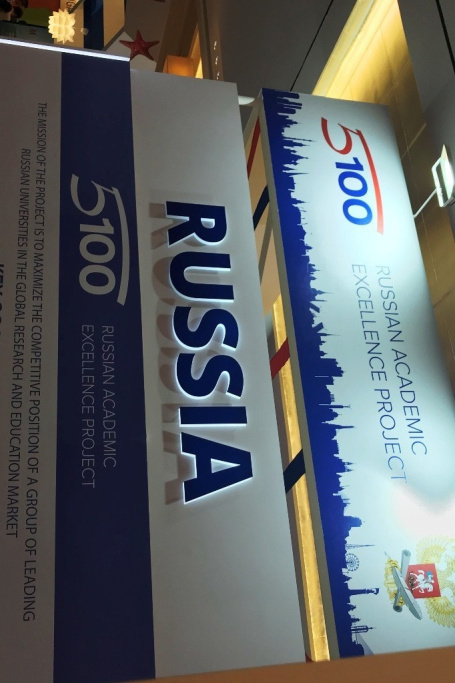 5100
RUSSIAN ACADEMIC
EXCELLENCE PROJECT
RUSSIA
5100
RUSSIAN ACADEMIC
EXCELLENCE PROJECT
THE MISSION OF THE PROJECT IS TO MAXIMIZE THE COMPETITIVE POSITION OF A GROUP OF LEADING
RUSSIAN UNIVERSITIES IN THE GLOBAL RESEARCH AND EDUCATION MARKET